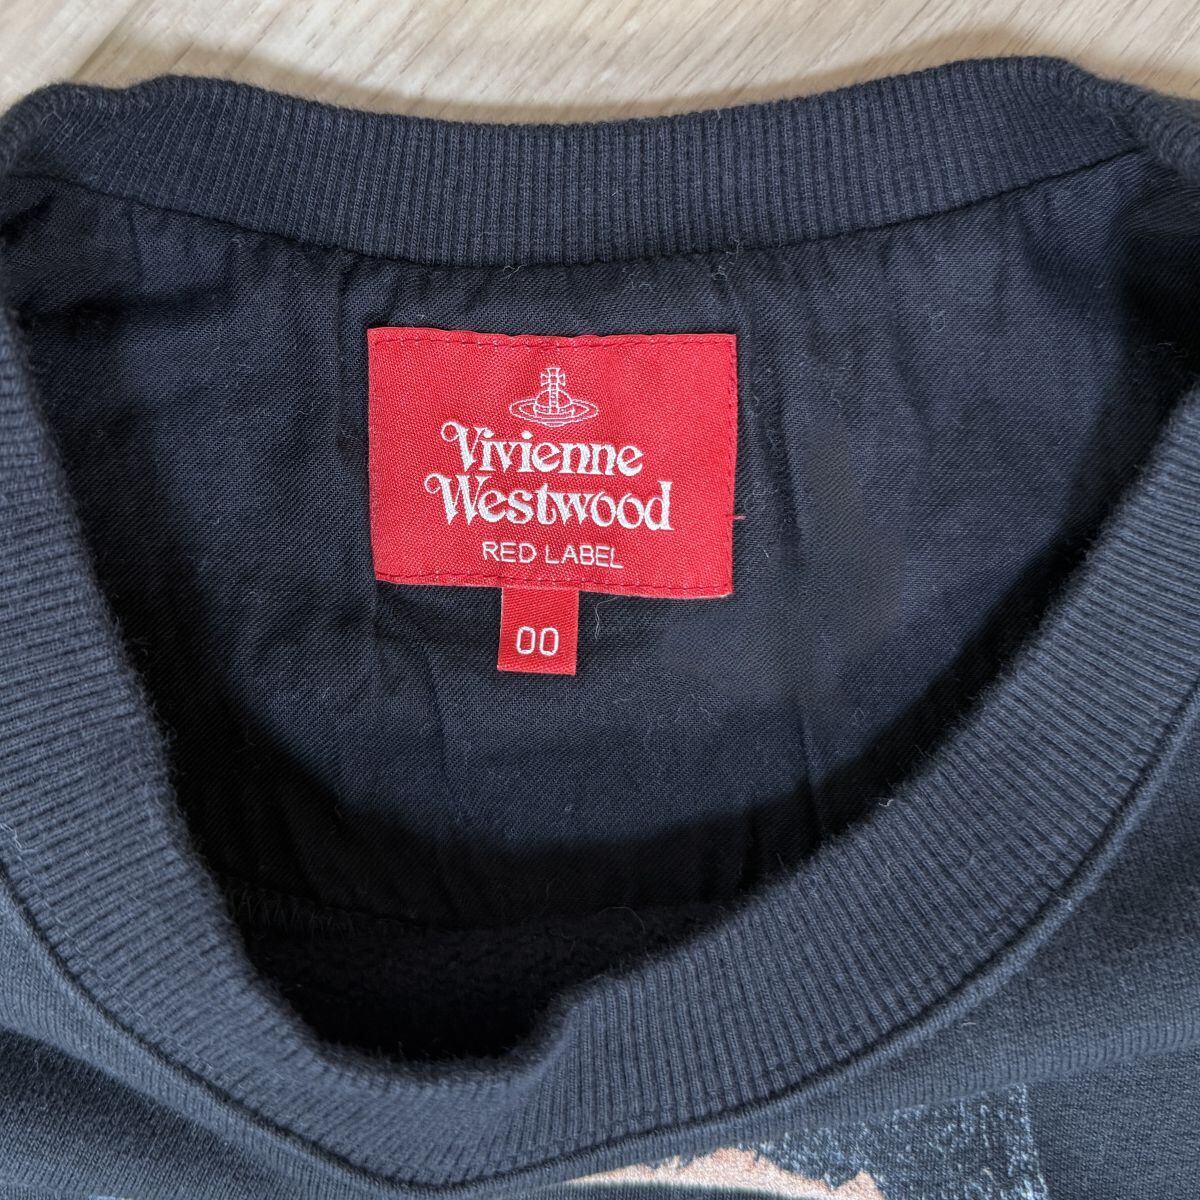 Vivienne
Westwood
RED LABEL
00